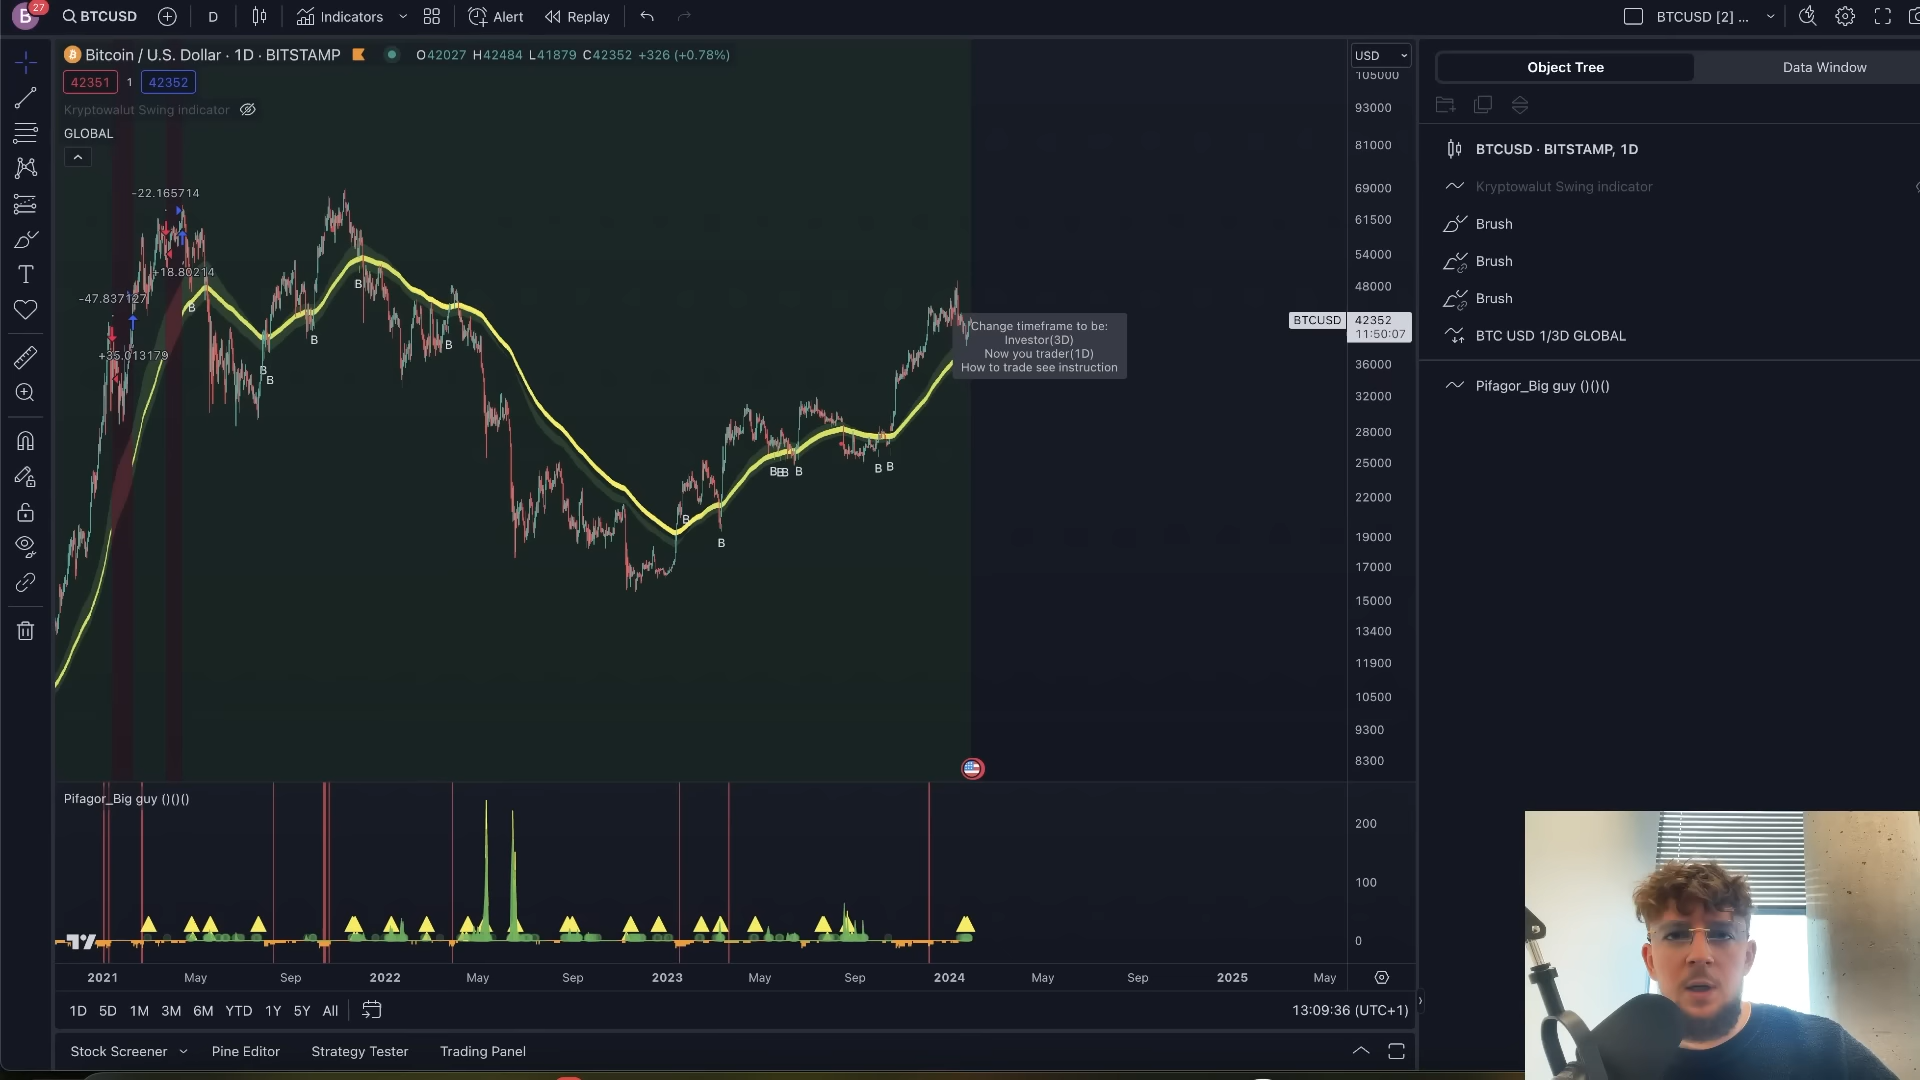 B 27 BTCUSD D Indicators Alert Replay BTCUSD [2] ...
Bitcoin / U.S. Dollar · 1D · BITSTAMP O42027 H42484 L41879 C42352 +326 (+0.78%)
42351 1 42352
Kryptowalut Swing indicator
GLOBAL
-22.165714
+18.80214
-47.837127
+35.013179
B
B
B
B
B
B
B
B
B
BBB
B
B B
Change timeframe to be:
Investor(3D)
Now you trader(1D)
How to trade see instruction
USD
105000
93000
81000
69000
61500
54000
48000
BTCUSD 42352
11:50:07
36000
32000
28000
25000
22000
19000
17000
15000
13400
11900
10500
9300
8300
Pifagor_Big guy ()()()
200
100
0
2021 May Sep 2022 May Sep 2023 May Sep 2024 May Sep 2025 May
1D 5D 1M 3M 6M YTD 1Y 5Y All 13:09:36 (UTC+1)
Stock Screener Pine Editor Strategy Tester Trading Panel
Object Tree Data Window
BTCUSD · BITSTAMP, 1D
Kryptowalut Swing indicator
Brush
Brush
Brush
BTC USD 1/3D GLOBAL
Pifagor_Big guy ()()()